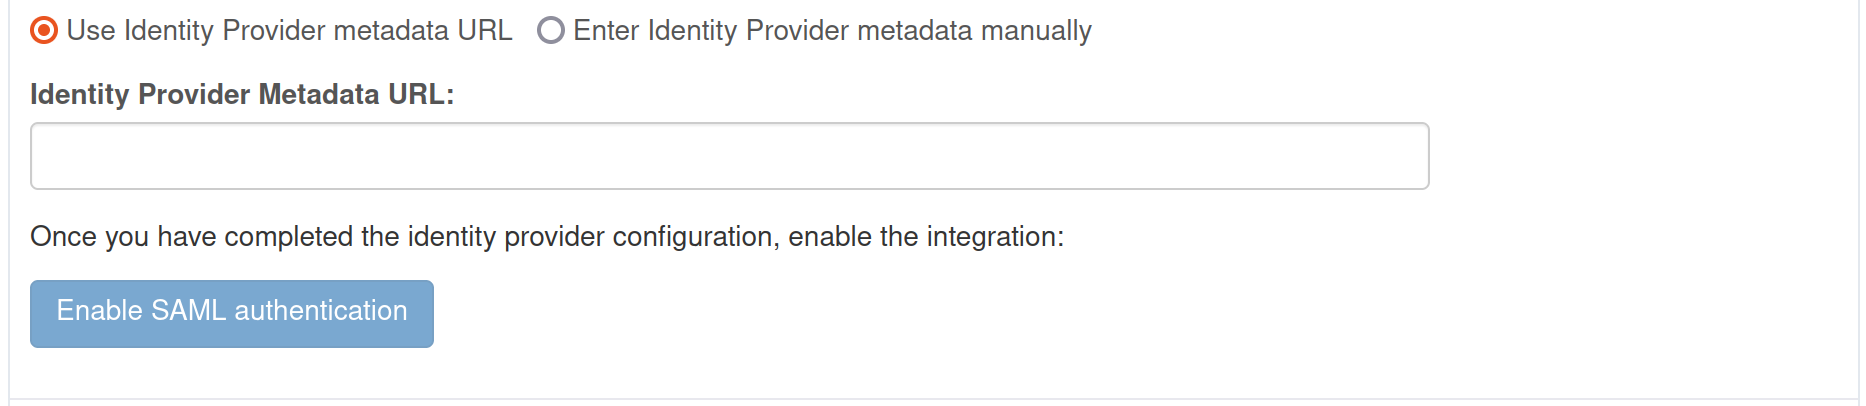 Use Identity Provider metadata URL Enter Identity Provider metadata manually
Identity Provider Metadata URL:
Once you have completed the identity provider configuration, enable the integration:
Enable SAML authentication